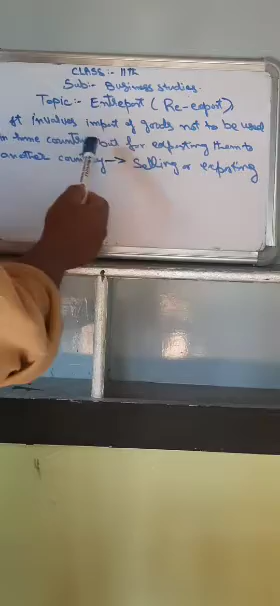 CLASS:- 11th
Sub:- Business studies.
Topic:- Entreport ( Re-export)
It involves import of goods not to be used
in home country but for exporting them to
another country → Selling or exporting